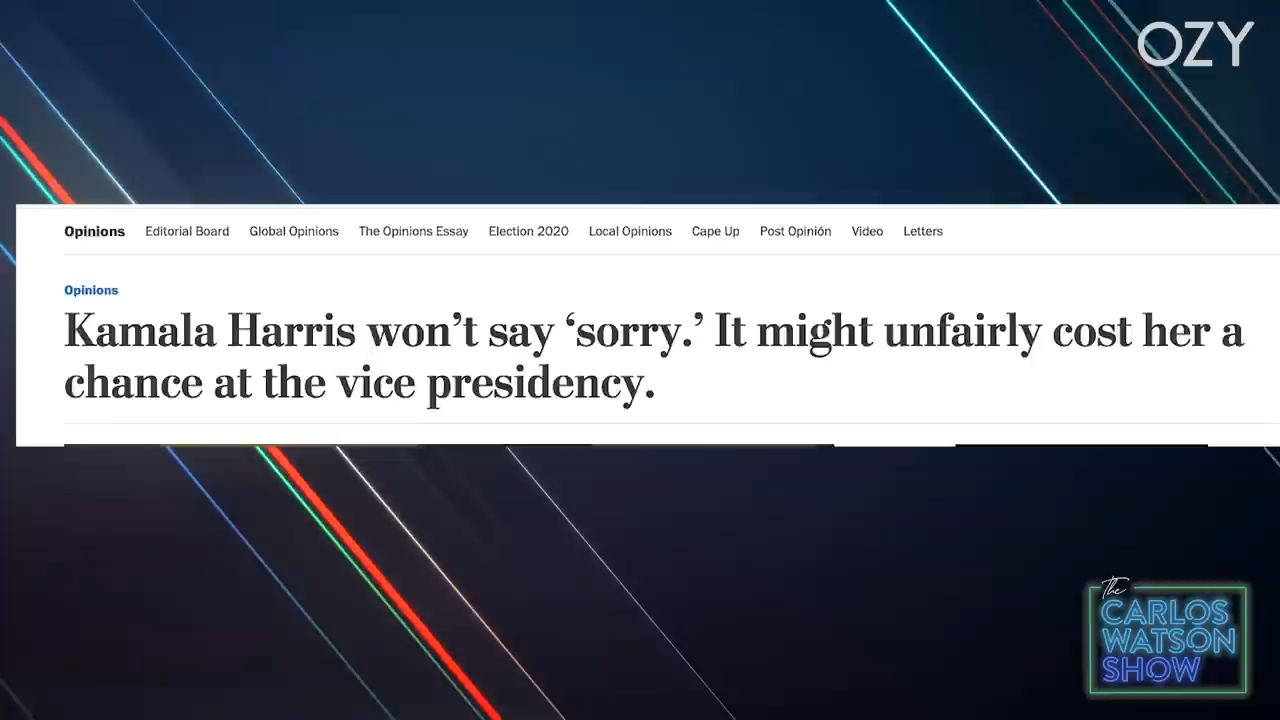 OZY
Opinions Editorial Board Global Opinions The Opinions Essay Election 2020 Local Opinions Cape Up Post Opinión Video Letters
Opinions
Kamala Harris won’t say ‘sorry.’ It might unfairly cost her a
chance at the vice presidency.
The
CARLOS
WATSON
SHOW